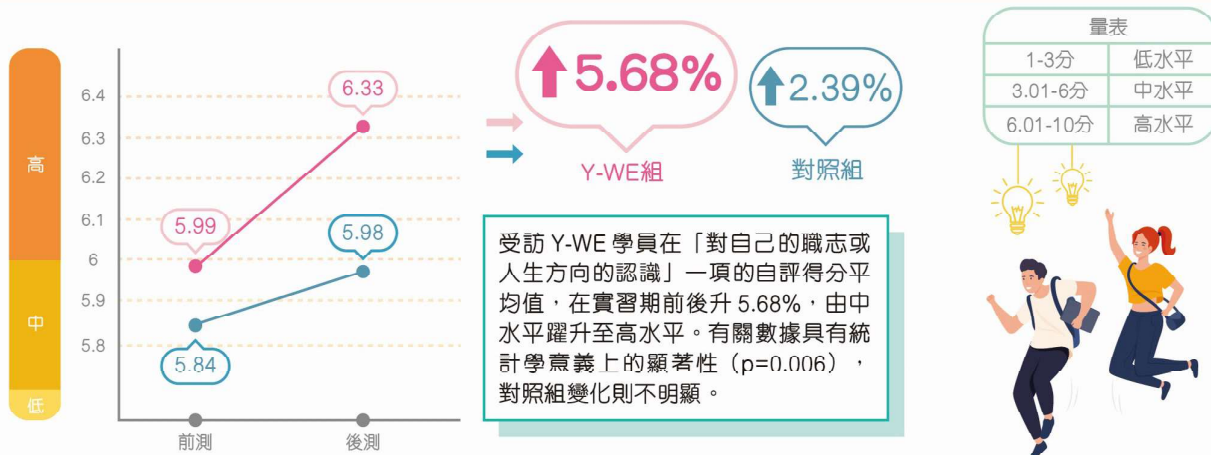 高
中
低
6.4
6.3
6.2
6.1
6
5.9
5.8
6.33
5.99
5.98
5.84
前測
後測
5.68%
Y-WE組
2.39%
對照組
受訪 Y-WE 學員在「對自己的職志或
人生方向的認識」一項的自評得分平
均值，在實習期前後升 5.68%，由中
水平躍升至高水平。有關數據具有統
計學意義上的顯著性（p=0.006），
對照組變化則不明顯。
量表
1-3分 低水平
3.01-6分 中水平
6.01-10分 高水平